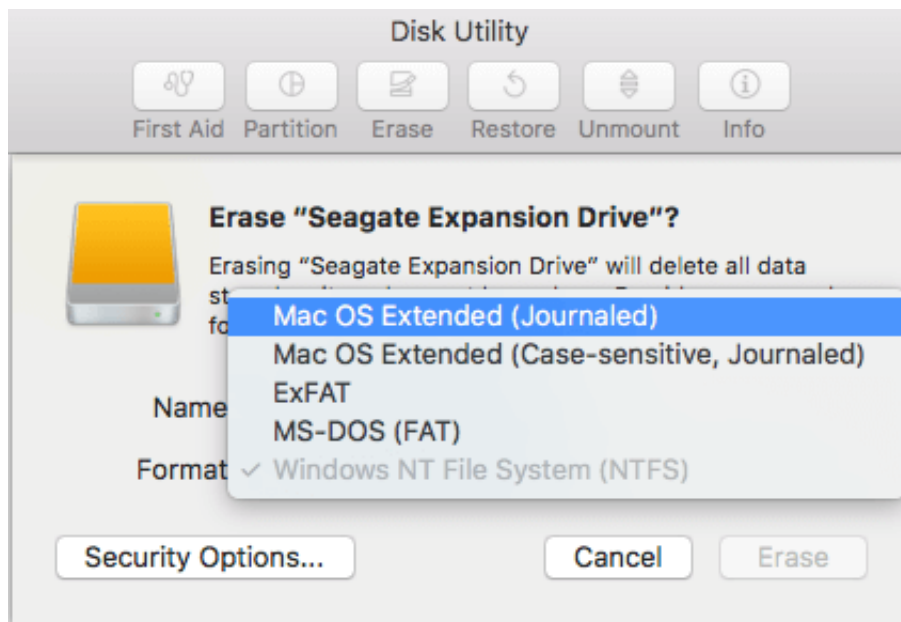 Disk Utility
First Aid Partition Erase Restore Unmount Info
Erase "Seagate Expansion Drive"?
Erasing "Seagate Expansion Drive" will delete all data
Mac OS Extended (Journaled)
Mac OS Extended (Case-sensitive, Journaled)
ExFAT
MS-DOS (FAT)
Name
Format ✓ Windows NT File System (NTFS)
Security Options... Cancel Erase